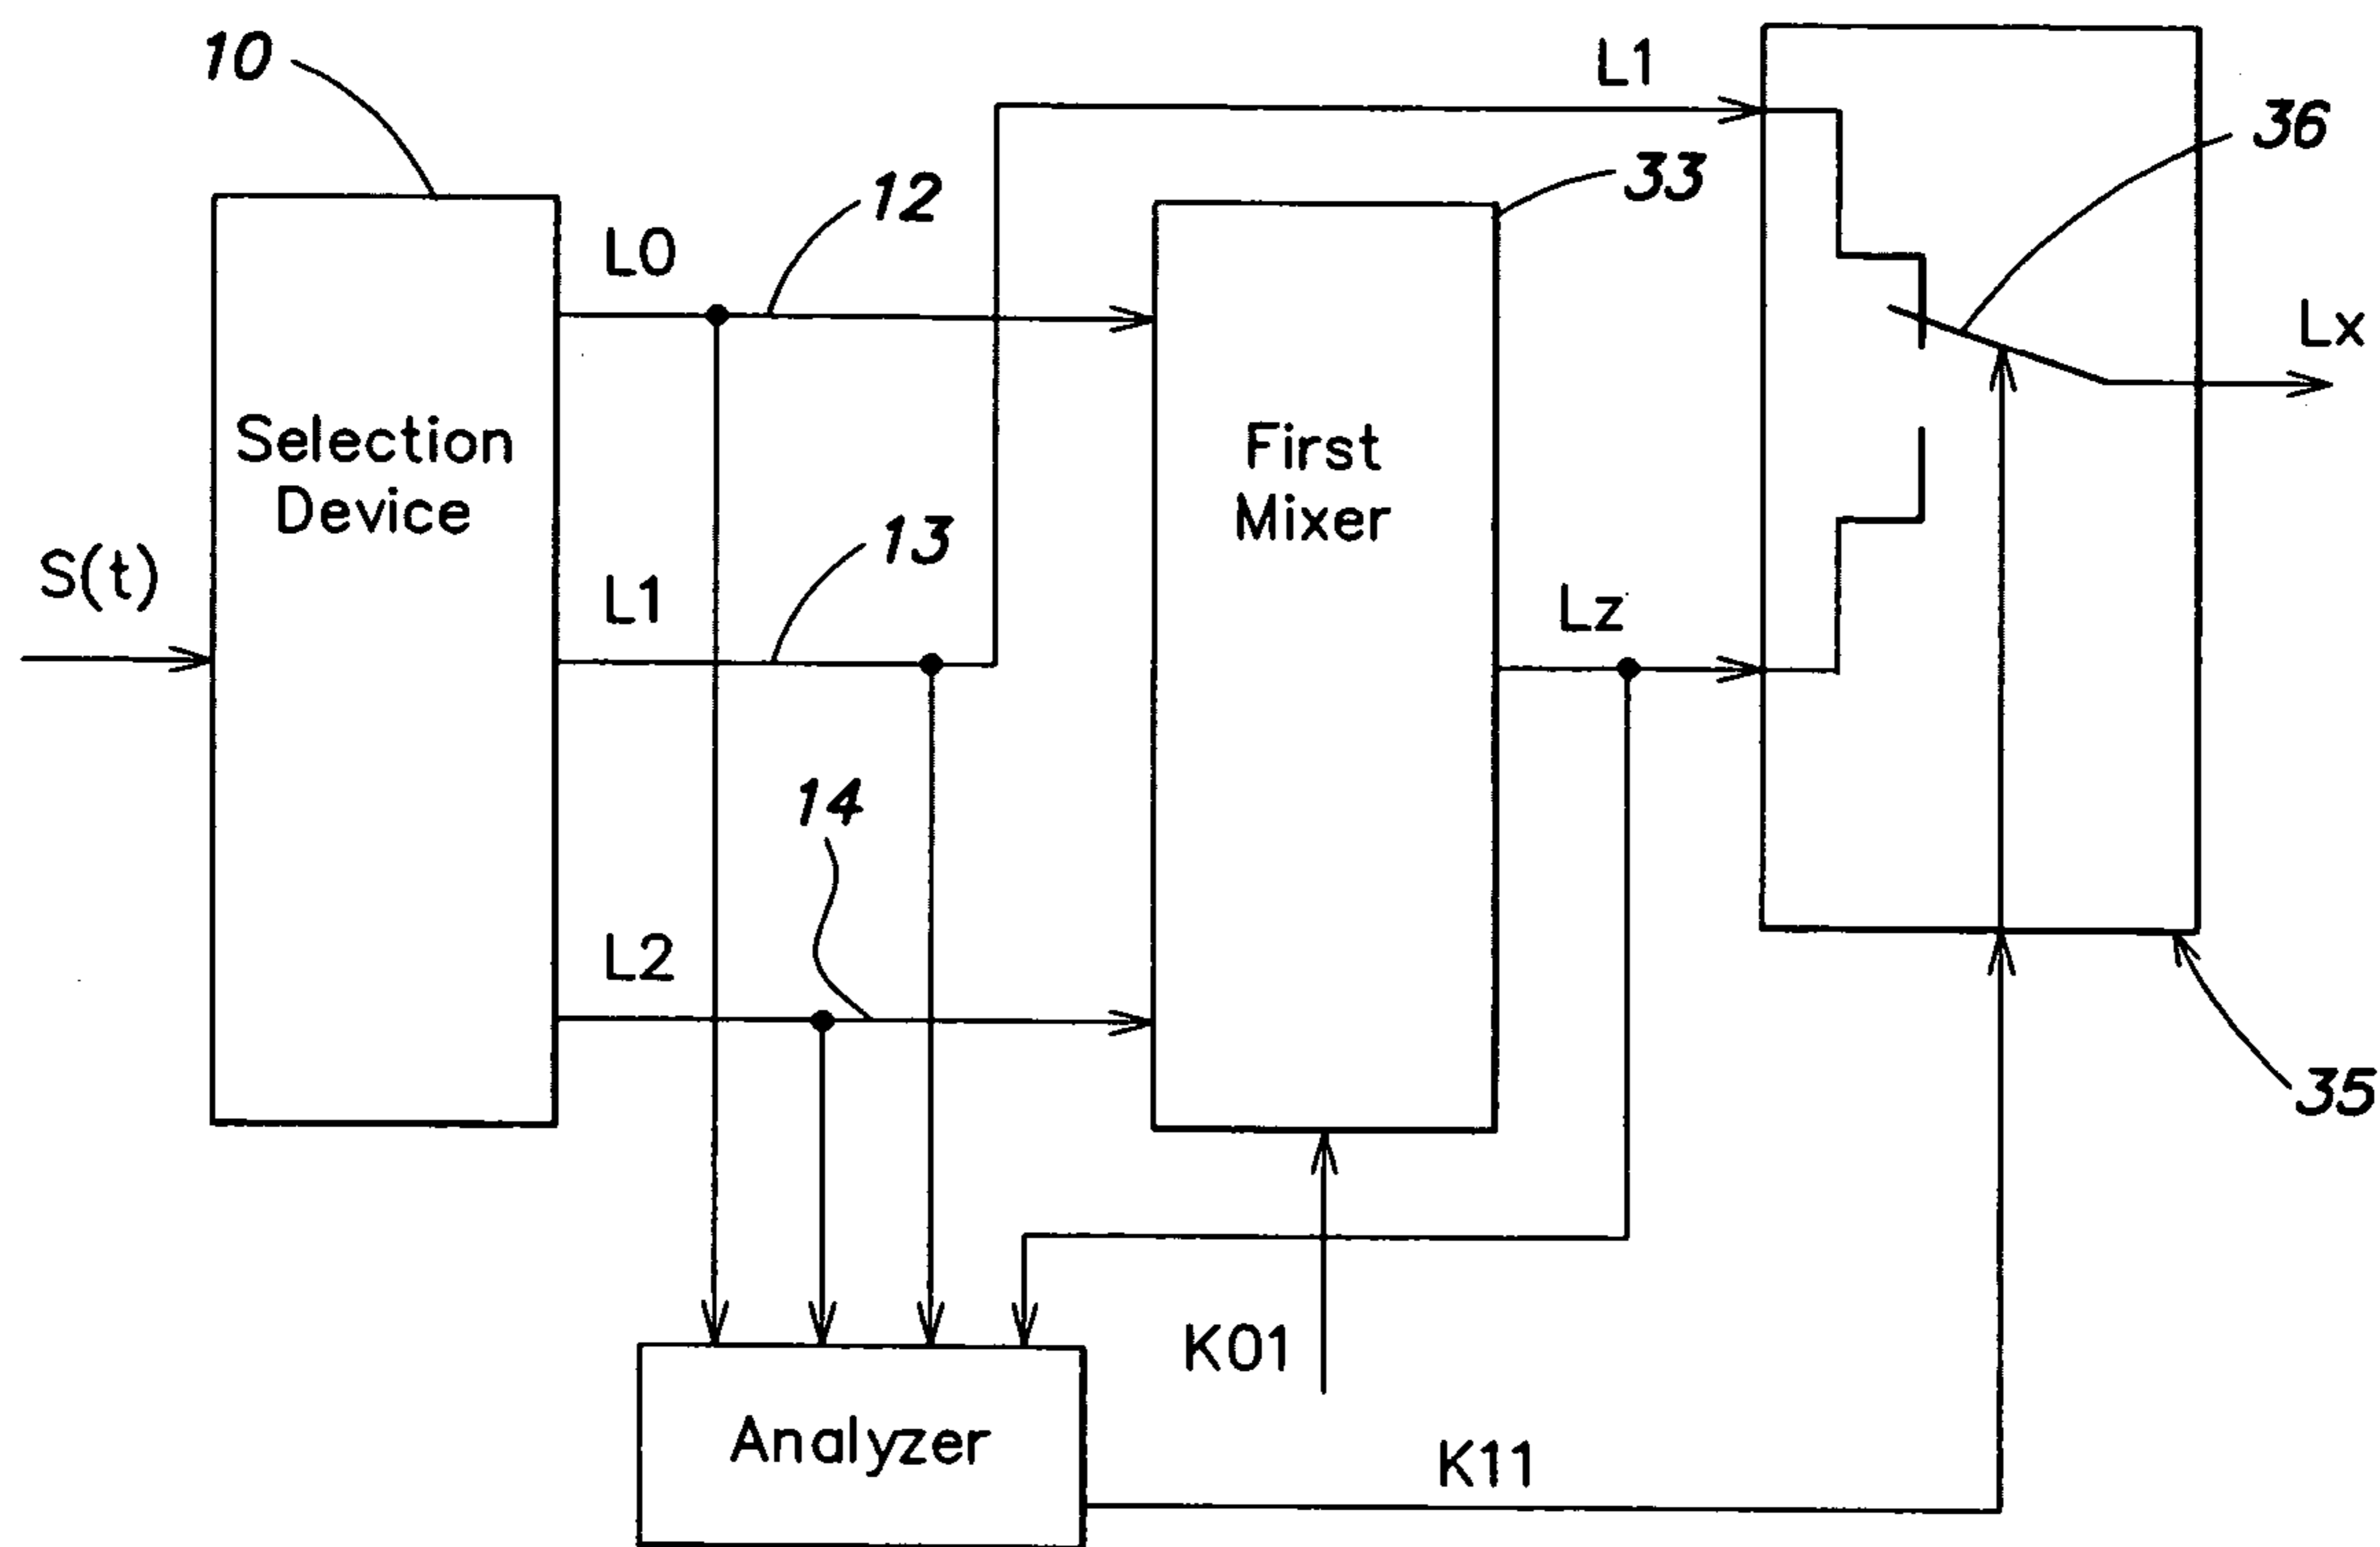 10
L1
36
12
33
L0
Lx
Selection
Device
First
Mixer
13
S(t)
L1
Lz
14
L2
35
K01
Analyzer
K11